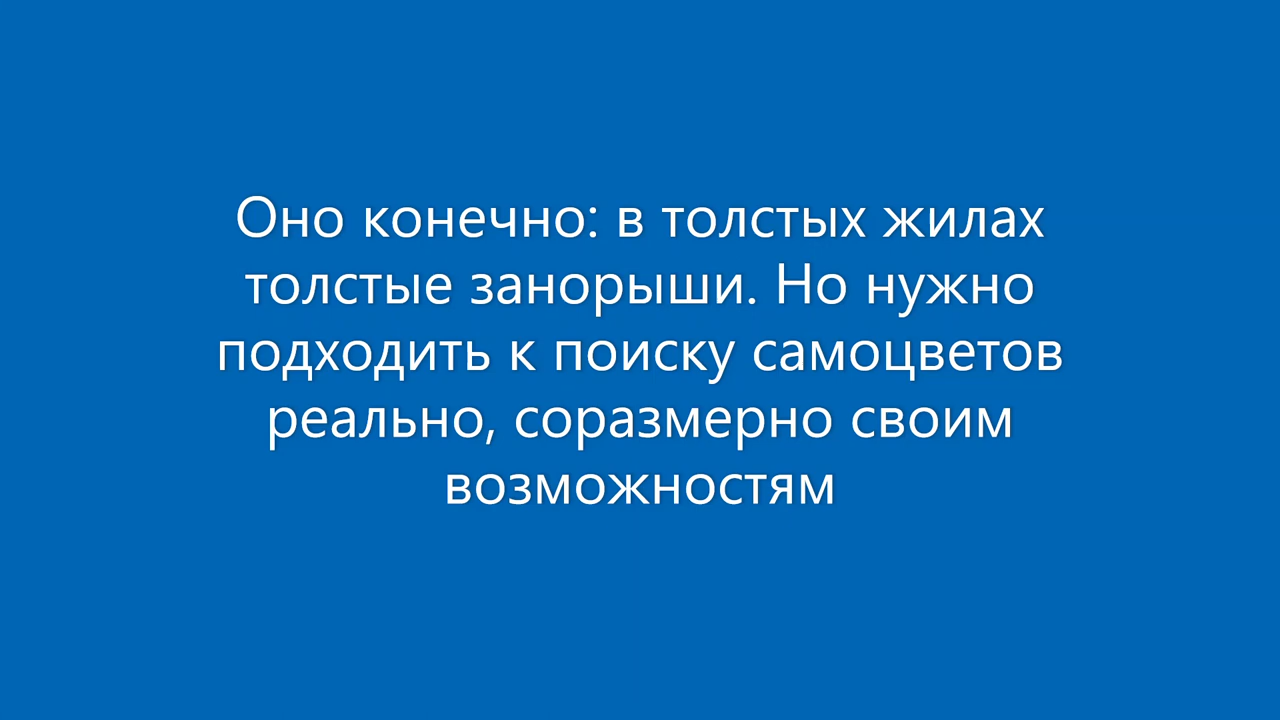 Оно конечно: в толстых жилах
толстые занорыши. Но нужно
подходить к поиску самоцветов
реально, соразмерно своим
возможностям